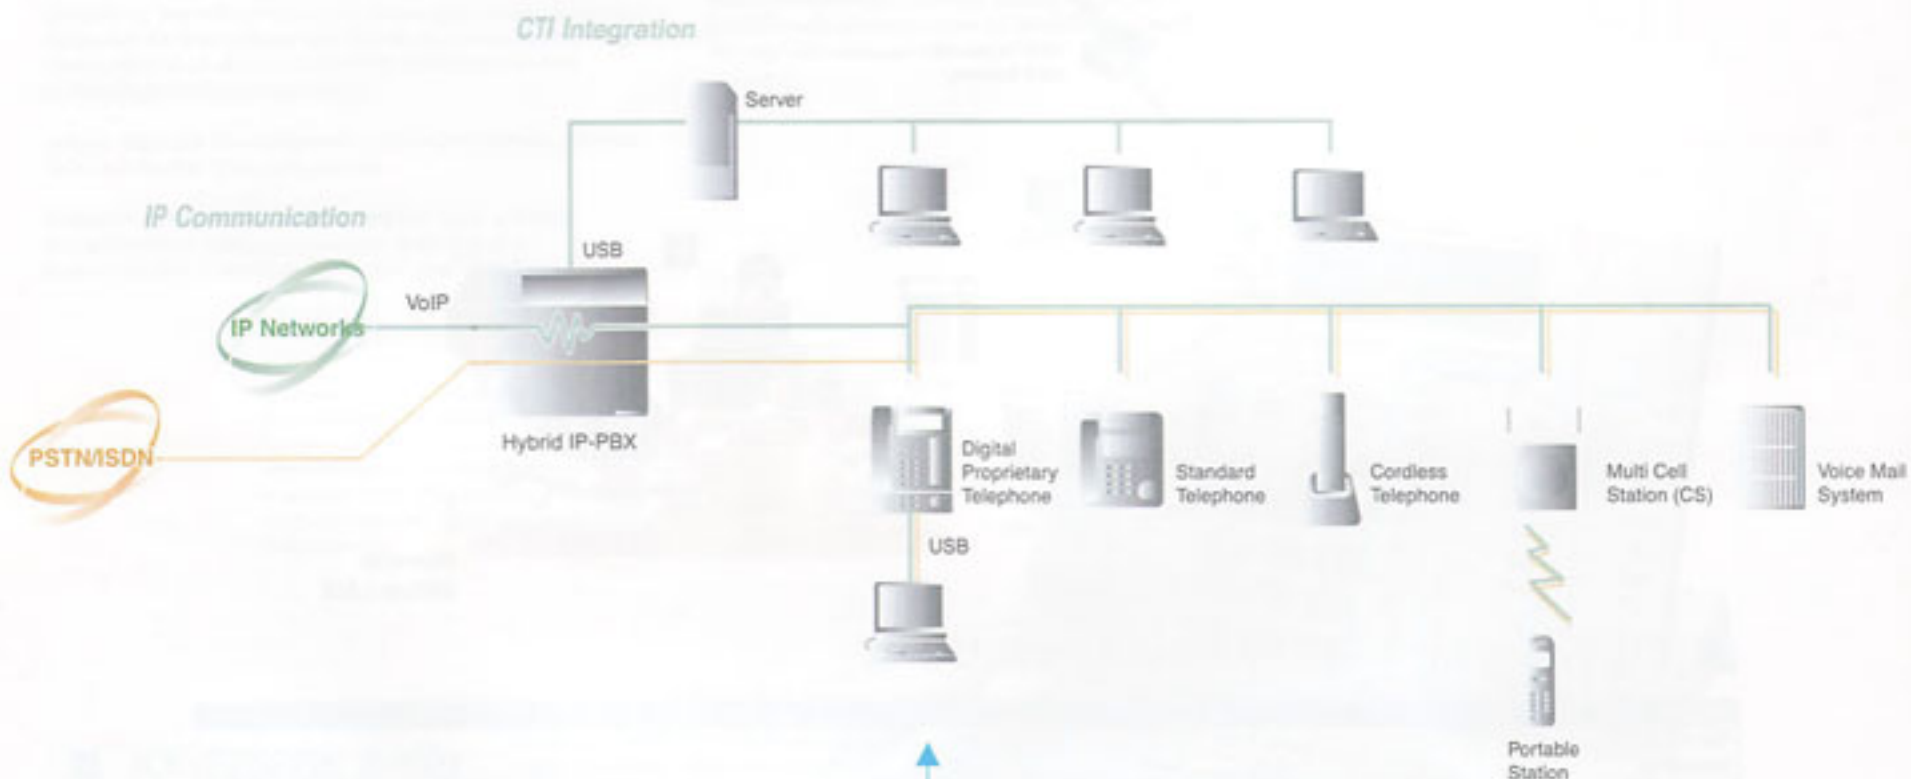 CTI Integration
Server
IP Communication
USB
VoIP
IP Networks
PSTN/ISDN
Hybrid IP-PBX
Digital
Proprietary
Telephone
Standard
Telephone
Cordless
Telephone
Multi Cell
Station (CS)
Voice Mail
System
USB
Portable
Station